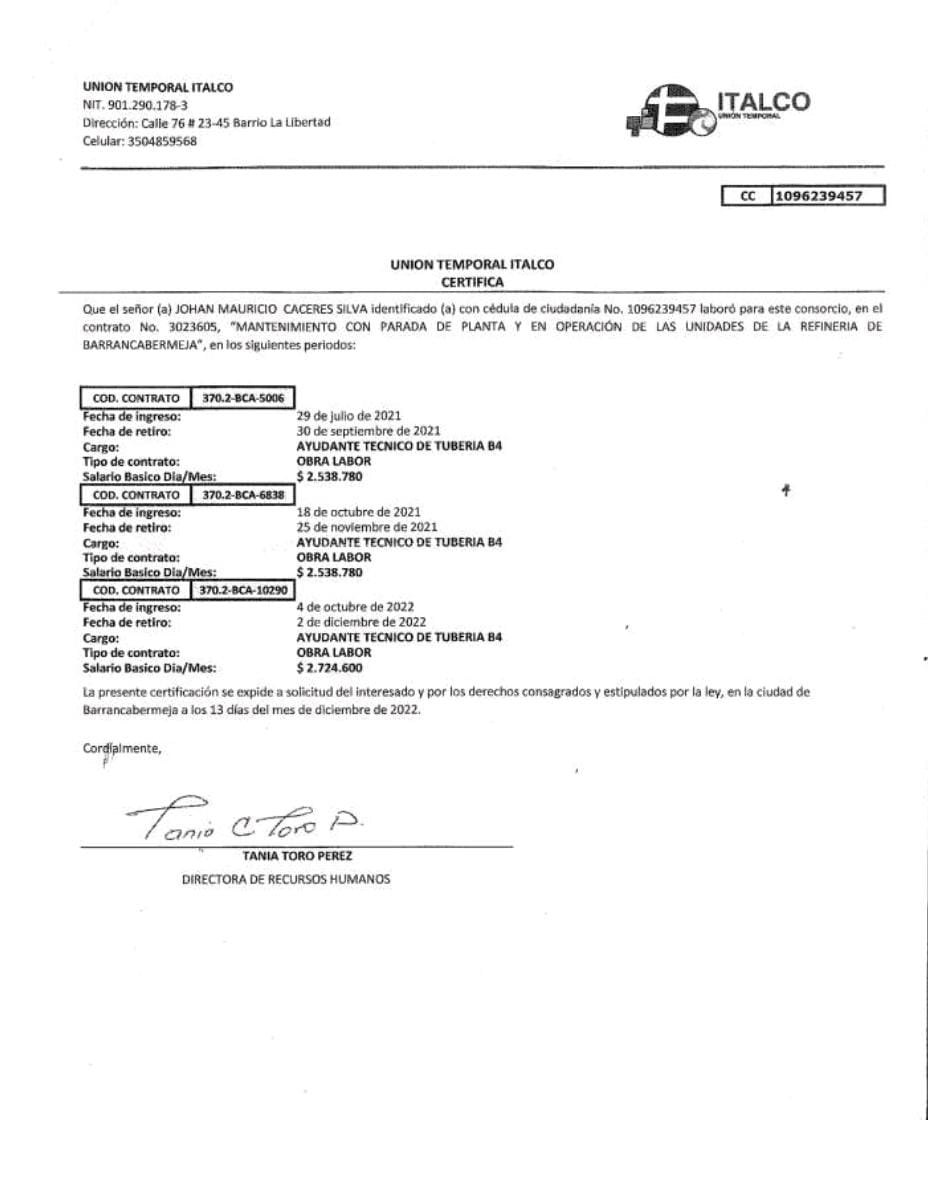 UNION TEMPORAL ITALCO
NIT. 901.290.178-3
Dirección: Calle 76 # 23-45 Barrio La Libertad
Celular: 3504859568
ITALCO
UNIÓN TEMPORAL
CC 1096239457
UNION TEMPORAL ITALCO
CERTIFICA
Que el señor (a) JOHAN MAURICIO CACERES SILVA identificado (a) con cédula de ciudadanía No. 1096239457 laboró para este consorcio, en el
contrato No. 3023605, "MANTENIMIENTO CON PARADA DE PLANTA Y EN OPERACIÓN DE LAS UNIDADES DE LA REFINERIA DE
BARRANCABERMEJA", en los siguientes periodos:
COD. CONTRATO 370.2-BCA-5006
Fecha de ingreso: 29 de julio de 2021
Fecha de retiro: 30 de septiembre de 2021
Cargo: AYUDANTE TECNICO DE TUBERIA B4
Tipo de contrato: OBRA LABOR
Salario Basico Dia/Mes: $ 2.538.780
COD. CONTRATO 370.2-BCA-6838
Fecha de ingreso: 18 de octubre de 2021
Fecha de retiro: 25 de noviembre de 2021
Cargo: AYUDANTE TECNICO DE TUBERIA B4
Tipo de contrato: OBRA LABOR
Salario Basico Dia/Mes: $ 2.538.780
COD. CONTRATO 370.2-BCA-10290
Fecha de ingreso: 4 de octubre de 2022
Fecha de retiro: 2 de diciembre de 2022
Cargo: AYUDANTE TECNICO DE TUBERIA B4
Tipo de contrato: OBRA LABOR
Salario Basico Dia/Mes: $ 2.724.600
La presente certificación se expide a solicitud del interesado y por los derechos consagrados y estipulados por la ley, en la ciudad de
Barrancabermeja a los 13 días del mes de diciembre de 2022.
Cordialmente,
Tania C Toro P.
TANIA TORO PEREZ
DIRECTORA DE RECURSOS HUMANOS